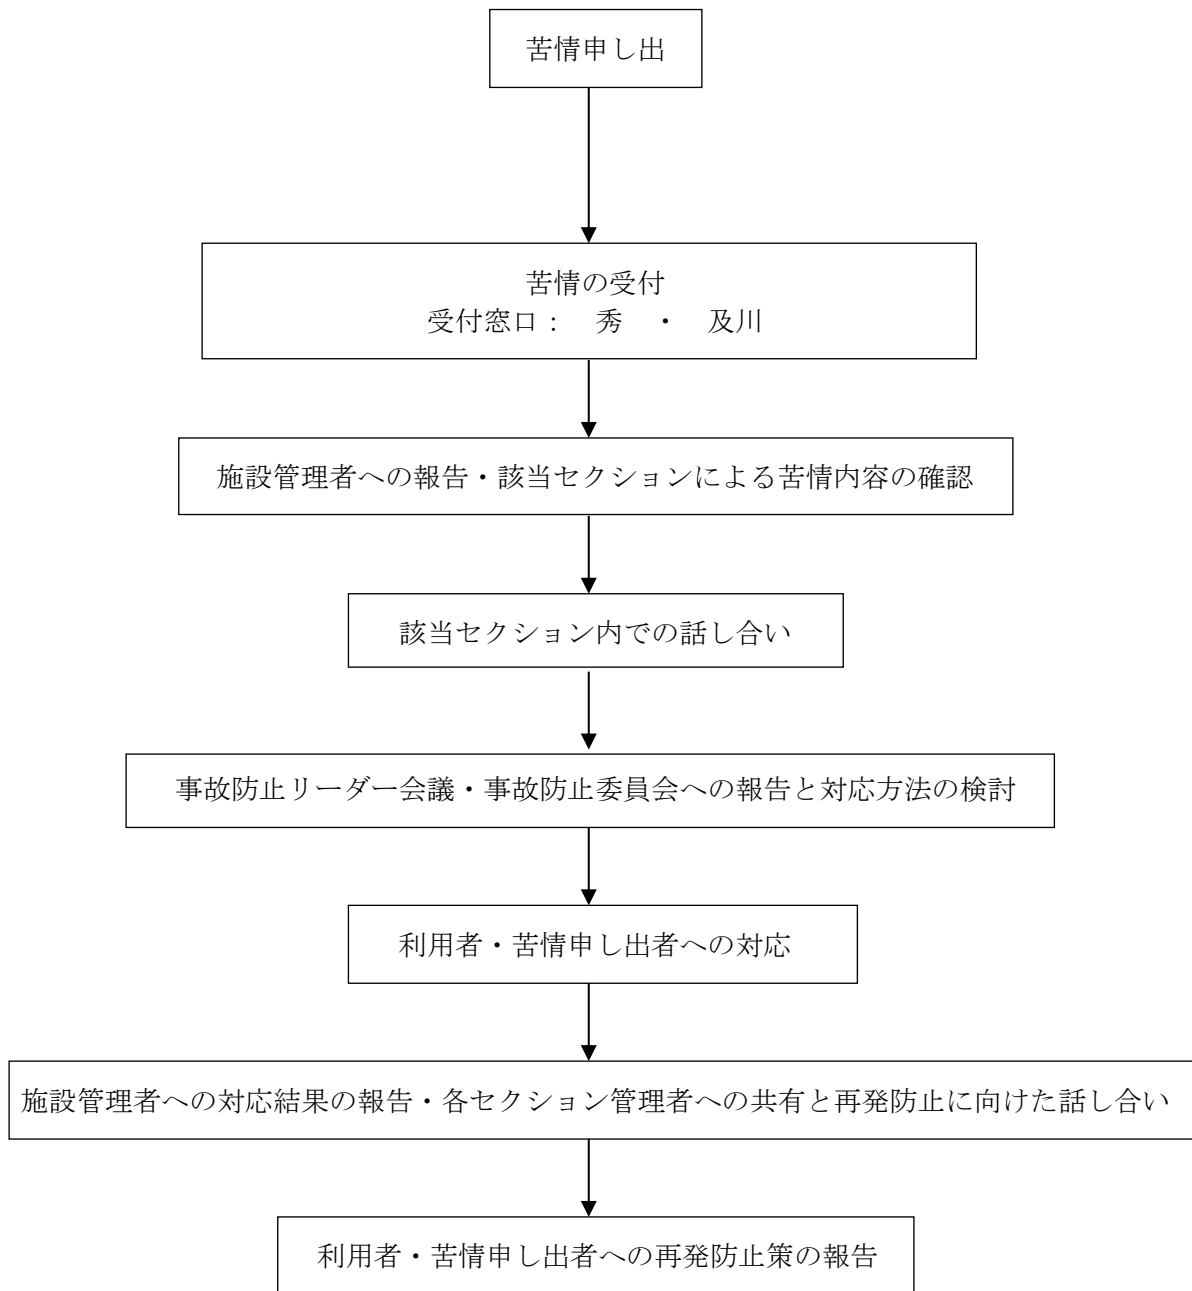 苦情申し出
苦情の受付
受付窓口：　秀　・　及川
施設管理者への報告・該当セクションによる苦情内容の確認
該当セクション内での話し合い
事故防止リーダー会議・事故防止委員会への報告と対応方法の検討
利用者・苦情申し出者への対応
施設管理者への対応結果の報告・各セクション管理者への共有と再発防止に向けた話し合い
利用者・苦情申し出者への再発防止策の報告